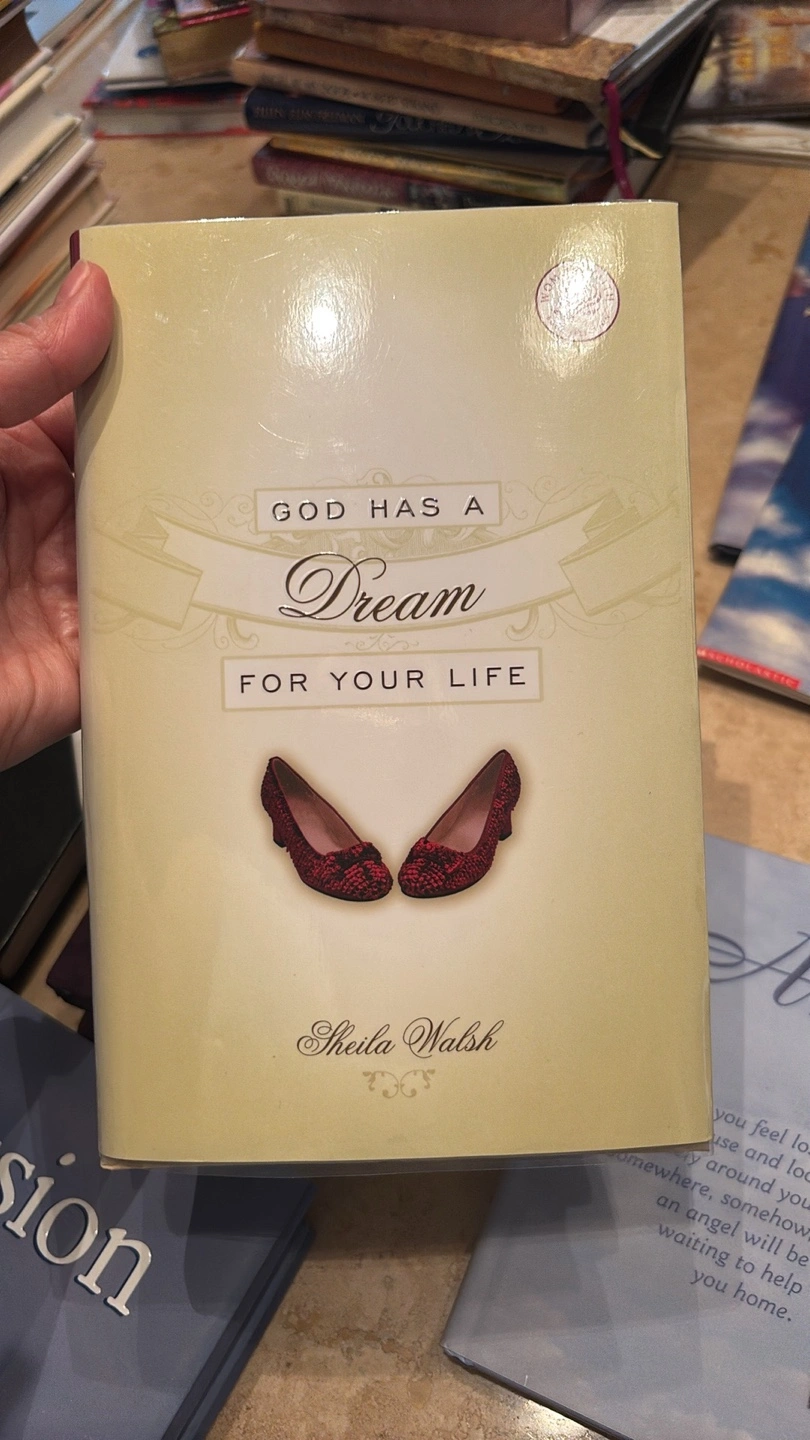 GOD HAS A
Dream
FOR YOUR LIFE
Sheila Walsh
SCHOLASTIC
sion
you feel lo
use and loo
around you
somewhere, somehow
an angel will be
waiting to help
you home.